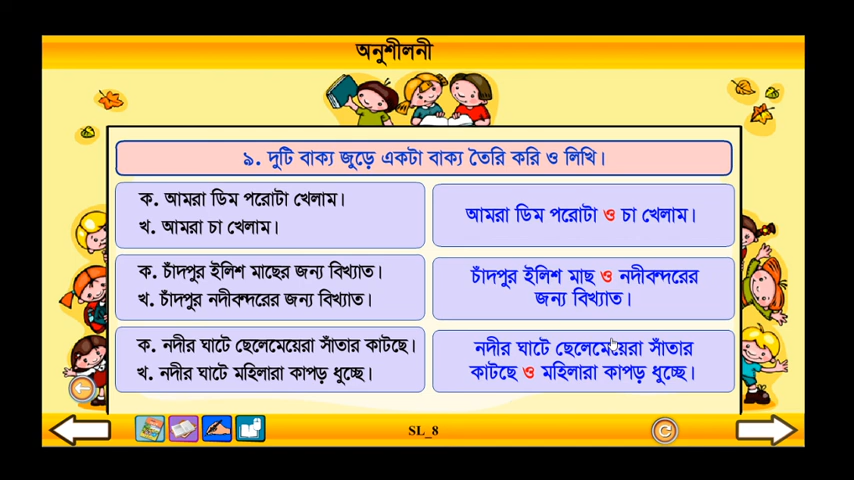 অনুশীলনী
৯. দুটি বাক্য জুড়ে একটা বাক্য তৈরি করি ও লিখি।
ক. আমরা ডিম পরোটা খেলাম।
খ. আমরা চা খেলাম।
আমরা ডিম পরোটা ও চা খেলাম।
ক. চাঁদপুর ইলিশ মাছের জন্য বিখ্যাত।
খ. চাঁদপুর নদীবন্দরের জন্য বিখ্যাত।
চাঁদপুর ইলিশ মাছ ও নদীবন্দরের
জন্য বিখ্যাত।
ক. নদীর ঘাটে ছেলেমেয়েরা সাঁতার কাটছে।
খ. নদীর ঘাটে মহিলারা কাপড় ধুচ্ছে।
নদীর ঘাটে ছেলেমেয়েরা সাঁতার
কাটছে ও মহিলারা কাপড় ধুচ্ছে।
SL_8